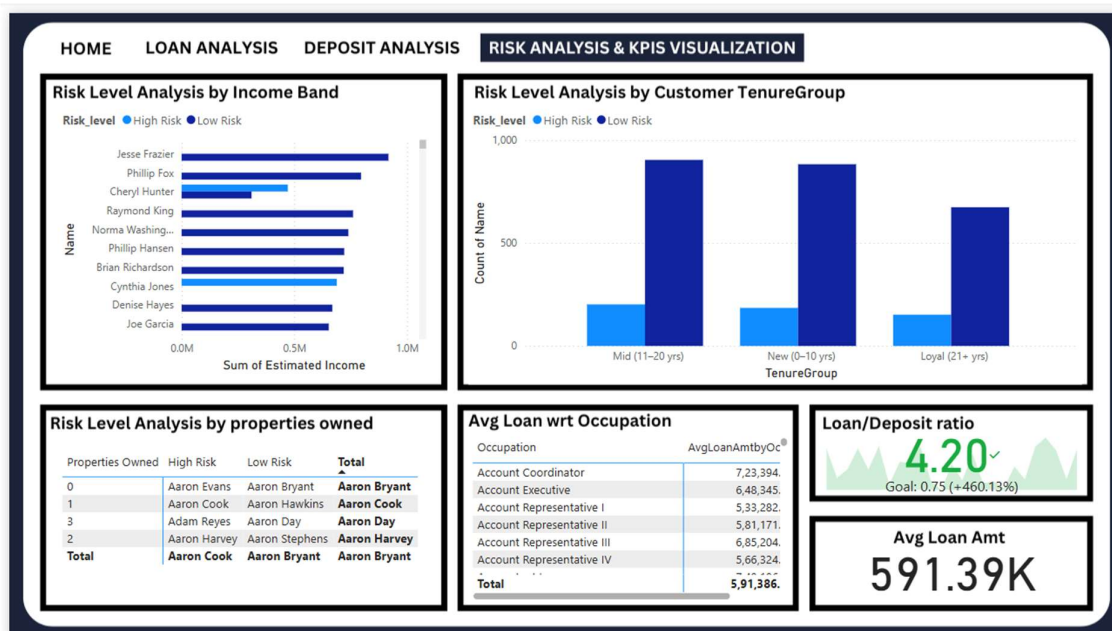 HOME LOAN ANALYSIS DEPOSIT ANALYSIS RISK ANALYSIS & KPIS VISUALIZATION
Risk Level Analysis by Income Band
Risk_level High Risk Low Risk
Name
Jesse Frazier
Phillip Fox
Cheryl Hunter
Raymond King
Norma Washing...
Phillip Hansen
Brian Richardson
Cynthia Jones
Denise Hayes
Joe Garcia
0.0M 0.5M 1.0M
Sum of Estimated Income
Risk Level Analysis by Customer TenureGroup
Risk_level High Risk Low Risk
Count of Name
1,000
500
0
Mid (11–20 yrs) New (0–10 yrs) Loyal (21+ yrs)
TenureGroup
Risk Level Analysis by properties owned
Properties Owned High Risk Low Risk Total
0 Aaron Evans Aaron Bryant Aaron Bryant
1 Aaron Cook Aaron Hawkins Aaron Cook
3 Adam Reyes Aaron Day Aaron Day
2 Aaron Harvey Aaron Stephens Aaron Harvey
Total Aaron Cook Aaron Bryant Aaron Bryant
Avg Loan wrt Occupation
Occupation AvgLoanAmtbyOc
Account Coordinator 7,23,394.
Account Executive 6,48,345.
Account Representative I 5,33,282.
Account Representative II 5,81,171.
Account Representative III 6,85,204.
Account Representative IV 5,66,324.
Total 5,91,386.
Loan/Deposit ratio
4.20
Goal: 0.75 (+460.13%)
Avg Loan Amt
591.39K